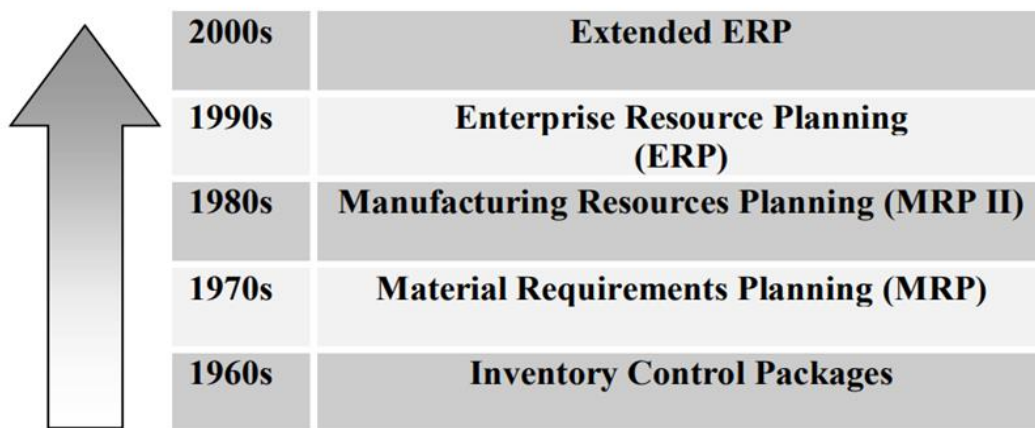 2000s Extended ERP
1990s Enterprise Resource Planning
(ERP)
1980s Manufacturing Resources Planning (MRP II)
1970s Material Requirements Planning (MRP)
1960s Inventory Control Packages